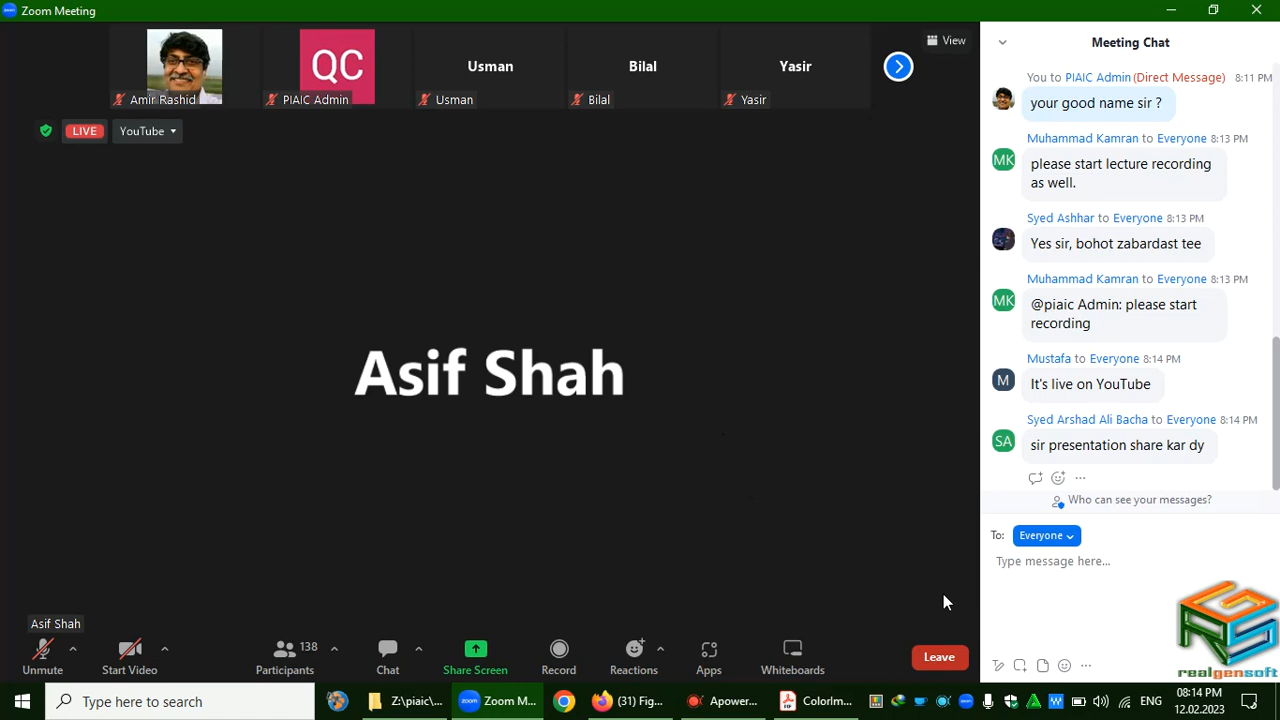 Zoom Meeting
View
QC
Usman
Bilal
Yasir
Amir Rashid
PIAIC Admin
Usman
Bilal
Yasir
LIVE
YouTube
Asif Shah
Asif Shah
Unmute
Start Video
138
Participants
Chat
Share Screen
Record
Reactions
Apps
Whiteboards
Leave
Meeting Chat
You to PIAIC Admin (Direct Message) 8:11 PM
your good name sir ?
Muhammad Kamran to Everyone 8:13 PM
MK
please start lecture recording
as well.
Syed Ashhar to Everyone 8:13 PM
Yes sir, bohot zabardast tee
Muhammad Kamran to Everyone 8:13 PM
MK
@piaic Admin: please start
recording
Mustafa to Everyone 8:14 PM
M
It's live on YouTube
Syed Arshad Ali Bacha to Everyone 8:14 PM
SA
sir presentation share kar dy
Who can see your messages?
To: Everyone
Type message here...
realgensoft
Type here to search
Z:\piaic\...
zoom
Zoom M...
(31) Fig...
Apower...
ColorIm...
ENG
08:14 PM
12.02.2023